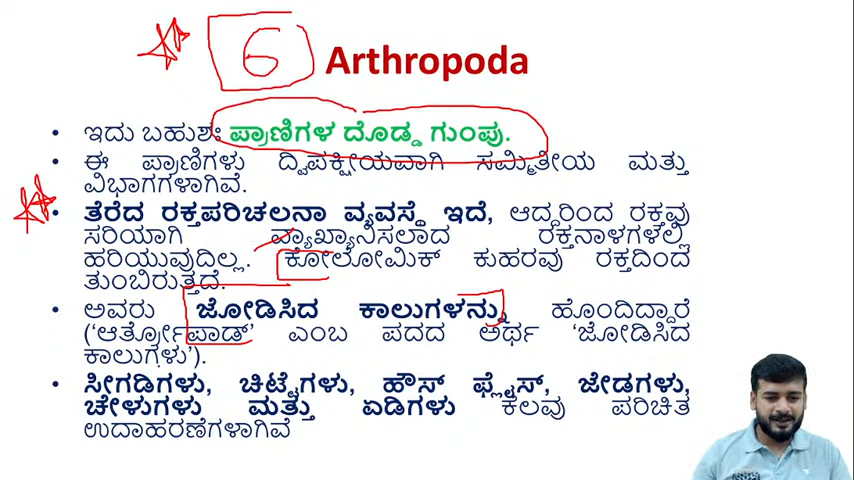 6 Arthropoda
• ಇದು ಬಹುಶಃ ಪ್ರಾಣಿಗಳ ದೊಡ್ಡ ಗುಂಪು.
• ಈ ಪ್ರಾಣಿಗಳು ದ್ವಿಪಕ್ಷೀಯವಾಗಿ ಸಮ್ಮಿತೀಯ ಮತ್ತು
ವಿಭಾಗಗಳಾಗಿವೆ.
• ತೆರೆದ ರಕ್ತಪರಿಚಲನಾ ವ್ಯವಸ್ಥೆ ಇದೆ, ಆದ್ದರಿಂದ ರಕ್ತವು
ಸರಿಯಾಗಿ ವ್ಯಾಖ್ಯಾನಿಸಲಾದ ರಕ್ತನಾಳಗಳಲ್ಲಿ
ಹರಿಯುವುದಿಲ್ಲ. ಕೋಲೋಮಿಕ್ ಕುಹರವು ರಕ್ತದಿಂದ
ತುಂಬಿರುತ್ತದೆ.
• ಅವರು ಜೋಡಿಸಿದ ಕಾಲುಗಳನ್ನು ಹೊಂದಿದ್ದಾರೆ
('ಆರ್ತ್ರೋಪಾಡ್' ಎಂಬ ಪದದ ಅರ್ಥ 'ಜೋಡಿಸಿದ
ಕಾಲುಗಳು').
• ಸೀಗಡಿಗಳು, ಚಿಟ್ಟೆಗಳು, ಹೌಸ್ ಫ್ಲೈಸ್, ಜೇಡಗಳು,
ಚೇಳುಗಳು ಮತ್ತು ಏಡಿಗಳು ಕೆಲವು ಪರಿಚಿತ
ಉದಾಹರಣೆಗಳಾಗಿವೆ